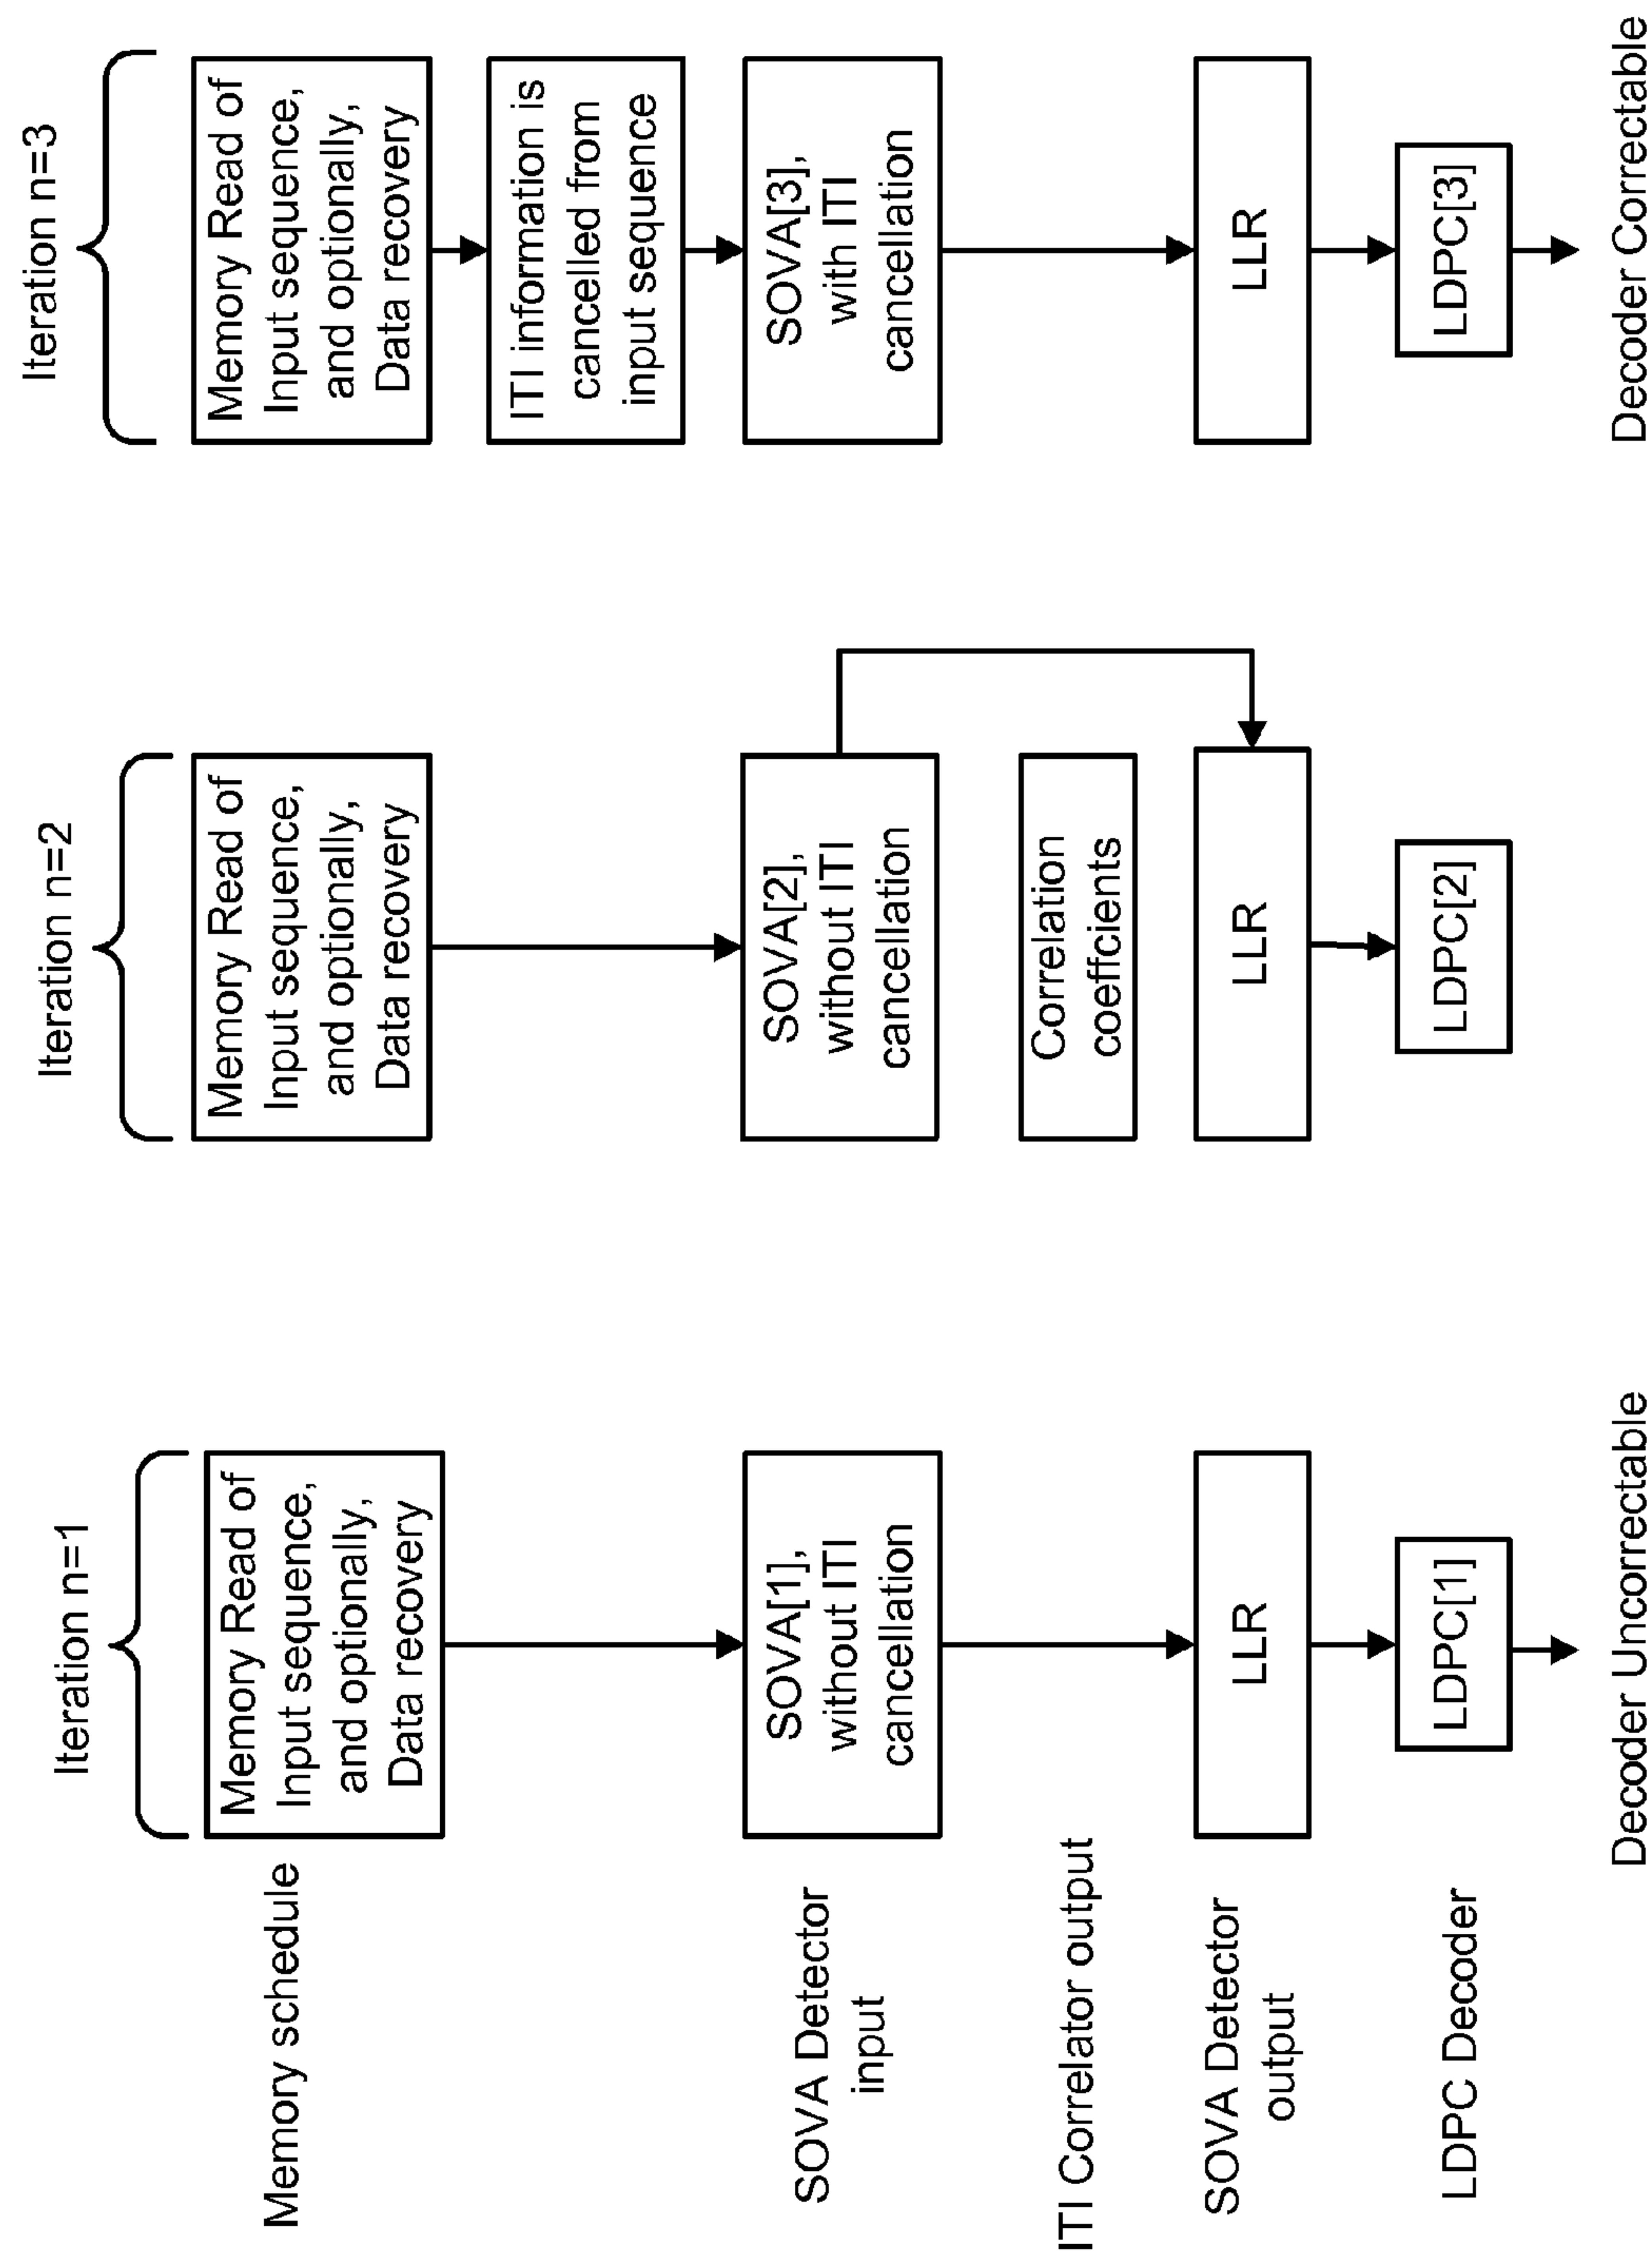 Iteration n=1
Iteration n=2
Iteration n=3
Memory schedule
Memory Read of
Input sequence,
and optionally,
Data recovery
Memory Read of
Input sequence,
and optionally,
Data recovery
Memory Read of
Input sequence,
and optionally,
Data recovery
ITI information is
cancelled from
input sequence
SOVA Detector
input
SOVA[1],
without ITI
cancellation
SOVA[2],
without ITI
cancellation
SOVA[3],
with ITI
cancellation
ITI Correlator output
Correlation
coeffcients
SOVA Detector
output
LLR
LLR
LLR
LDPC Decoder
LDPC[1]
LDPC[2]
LDPC[3]
Decoder Uncorrectable
Decoder Correctable